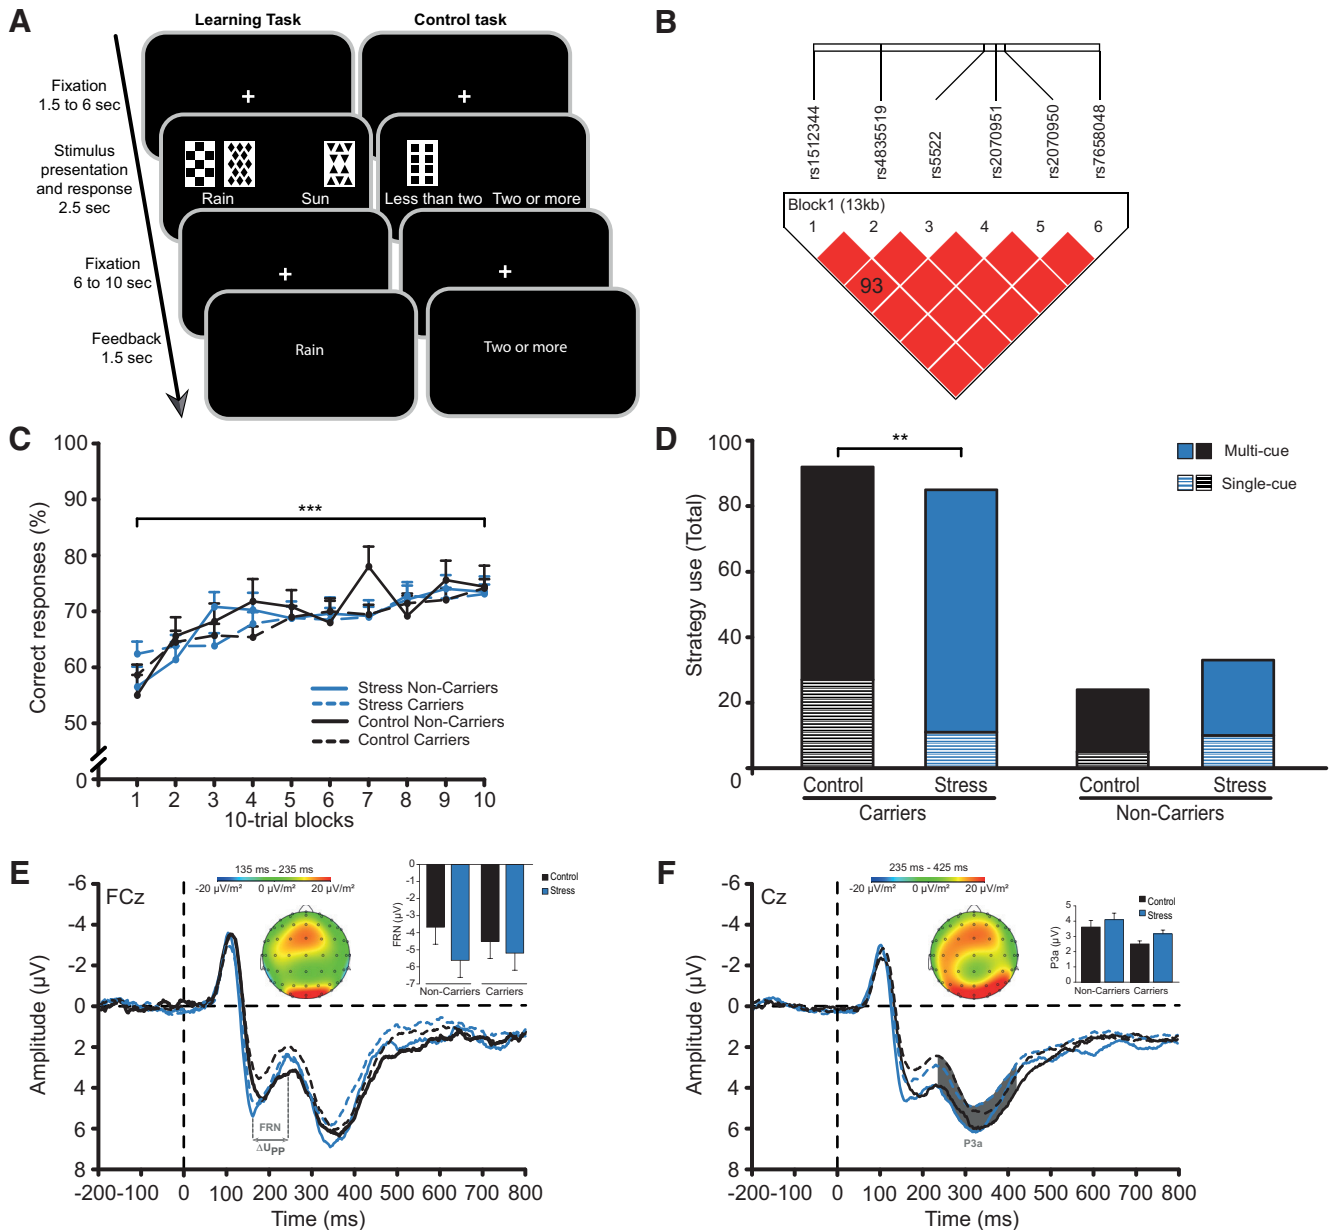 A
Learning Task
Control task
Fixation
1.5 to 6 sec
+
+
Stimulus
presentation
and response
2.5 sec
Rain
Sun
Less than two
Two or more
Fixation
6 to 10 sec
+
+
Feedback
1.5 sec
Rain
Two or more
B
rs1512344
rs4835519
rs5522
rs2070951
rs2070950
rs7658048
Block1 (13kb)
1 2 3 4 5 6
93
C
Correct responses (%)
100
90
80
70
60
50
0
***
Stress Non-Carriers
Stress Carriers
Control Non-Carriers
Control Carriers
1 2 3 4 5 6 7 8 9 10
10-trial blocks
D
Strategy use (Total)
100
80
60
40
20
0
**
Multi-cue
Single-cue
Control Stress Control Stress
Carriers Non-Carriers
E
FCz
Amplitude (µV)
-6
-4
-2
0
2
4
6
8
135 ms - 235 ms
-20 µV/m² 0 µV/m² 20 µV/m²
FRN (µV)
0
-1
-2
-3
-4
-5
-6
-7
Control
Stress
Non-Carriers Carriers
FRN
ΔUPP
-200 -100 0 100 200 300 400 500 600 700 800
Time (ms)
F
Cz
Amplitude (µV)
-6
-4
-2
0
2
4
6
8
235 ms - 425 ms
-20 µV/m² 0 µV/m² 20 µV/m²
P3a (µV)
5
4
3
2
1
0
Control
Stress
Non-Carriers Carriers
P3a
-200 -100 0 100 200 300 400 500 600 700 800
Time (ms)